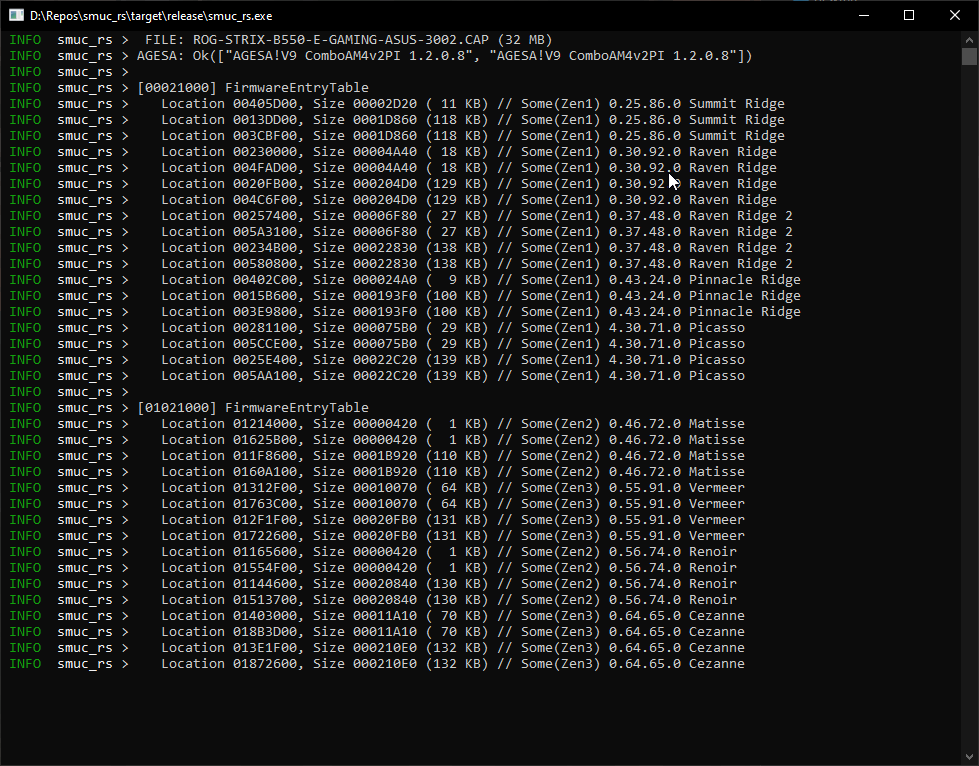 D:\Repos\smuc_rs\target\release\smuc_rs.exe
INFO  smuc_rs >  FILE: ROG-STRIX-B550-E-GAMING-ASUS-3002.CAP (32 MB)
INFO  smuc_rs > AGESA: Ok(["AGESA!V9 ComboAM4v2PI 1.2.0.8", "AGESA!V9 ComboAM4v2PI 1.2.0.8"])
INFO  smuc_rs >
INFO  smuc_rs > [00021000] FirmwareEntryTable
INFO  smuc_rs >    Location 00405D00, Size 00002D20 ( 11 KB) // Some(Zen1) 0.25.86.0 Summit Ridge
INFO  smuc_rs >    Location 0013DD00, Size 0001D860 (118 KB) // Some(Zen1) 0.25.86.0 Summit Ridge
INFO  smuc_rs >    Location 003CBF00, Size 0001D860 (118 KB) // Some(Zen1) 0.25.86.0 Summit Ridge
INFO  smuc_rs >    Location 00230000, Size 00004A40 ( 18 KB) // Some(Zen1) 0.30.92.0 Raven Ridge
INFO  smuc_rs >    Location 004FAD00, Size 00004A40 ( 18 KB) // Some(Zen1) 0.30.92.0 Raven Ridge
INFO  smuc_rs >    Location 0020FB00, Size 000204D0 (129 KB) // Some(Zen1) 0.30.92.0 Raven Ridge
INFO  smuc_rs >    Location 004C6F00, Size 000204D0 (129 KB) // Some(Zen1) 0.30.92.0 Raven Ridge
INFO  smuc_rs >    Location 00257400, Size 00006F80 ( 27 KB) // Some(Zen1) 0.37.48.0 Raven Ridge 2
INFO  smuc_rs >    Location 005A3100, Size 00006F80 ( 27 KB) // Some(Zen1) 0.37.48.0 Raven Ridge 2
INFO  smuc_rs >    Location 00234B00, Size 00022830 (138 KB) // Some(Zen1) 0.37.48.0 Raven Ridge 2
INFO  smuc_rs >    Location 00580800, Size 00022830 (138 KB) // Some(Zen1) 0.37.48.0 Raven Ridge 2
INFO  smuc_rs >    Location 00402C00, Size 000024A0 (  9 KB) // Some(Zen1) 0.43.24.0 Pinnacle Ridge
INFO  smuc_rs >    Location 0015B600, Size 000193F0 (100 KB) // Some(Zen1) 0.43.24.0 Pinnacle Ridge
INFO  smuc_rs >    Location 003E9800, Size 000193F0 (100 KB) // Some(Zen1) 0.43.24.0 Pinnacle Ridge
INFO  smuc_rs >    Location 00281100, Size 000075B0 ( 29 KB) // Some(Zen1) 4.30.71.0 Picasso
INFO  smuc_rs >    Location 005CCE00, Size 000075B0 ( 29 KB) // Some(Zen1) 4.30.71.0 Picasso
INFO  smuc_rs >    Location 0025E400, Size 00022C20 (139 KB) // Some(Zen1) 4.30.71.0 Picasso
INFO  smuc_rs >    Location 005AA100, Size 00022C20 (139 KB) // Some(Zen1) 4.30.71.0 Picasso
INFO  smuc_rs >
INFO  smuc_rs > [01021000] FirmwareEntryTable
INFO  smuc_rs >    Location 01214000, Size 00000420 (  1 KB) // Some(Zen2) 0.46.72.0 Matisse
INFO  smuc_rs >    Location 01625B00, Size 00000420 (  1 KB) // Some(Zen2) 0.46.72.0 Matisse
INFO  smuc_rs >    Location 011F8600, Size 0001B920 (110 KB) // Some(Zen2) 0.46.72.0 Matisse
INFO  smuc_rs >    Location 0160A100, Size 0001B920 (110 KB) // Some(Zen2) 0.46.72.0 Matisse
INFO  smuc_rs >    Location 01312F00, Size 00010070 ( 64 KB) // Some(Zen3) 0.55.91.0 Vermeer
INFO  smuc_rs >    Location 01763C00, Size 00010070 ( 64 KB) // Some(Zen3) 0.55.91.0 Vermeer
INFO  smuc_rs >    Location 012F1F00, Size 00020FB0 (131 KB) // Some(Zen3) 0.55.91.0 Vermeer
INFO  smuc_rs >    Location 01722600, Size 00020FB0 (131 KB) // Some(Zen3) 0.55.91.0 Vermeer
INFO  smuc_rs >    Location 01165600, Size 00000420 (  1 KB) // Some(Zen2) 0.56.74.0 Renoir
INFO  smuc_rs >    Location 01554F00, Size 00000420 (  1 KB) // Some(Zen2) 0.56.74.0 Renoir
INFO  smuc_rs >    Location 01144600, Size 00020840 (130 KB) // Some(Zen2) 0.56.74.0 Renoir
INFO  smuc_rs >    Location 01513700, Size 00020840 (130 KB) // Some(Zen2) 0.56.74.0 Renoir
INFO  smuc_rs >    Location 01403000, Size 00011A10 ( 70 KB) // Some(Zen3) 0.64.65.0 Cezanne
INFO  smuc_rs >    Location 018B3D00, Size 00011A10 ( 70 KB) // Some(Zen3) 0.64.65.0 Cezanne
INFO  smuc_rs >    Location 013E1F00, Size 000210E0 (132 KB) // Some(Zen3) 0.64.65.0 Cezanne
INFO  smuc_rs >    Location 01872600, Size 000210E0 (132 KB) // Some(Zen3) 0.64.65.0 Cezanne